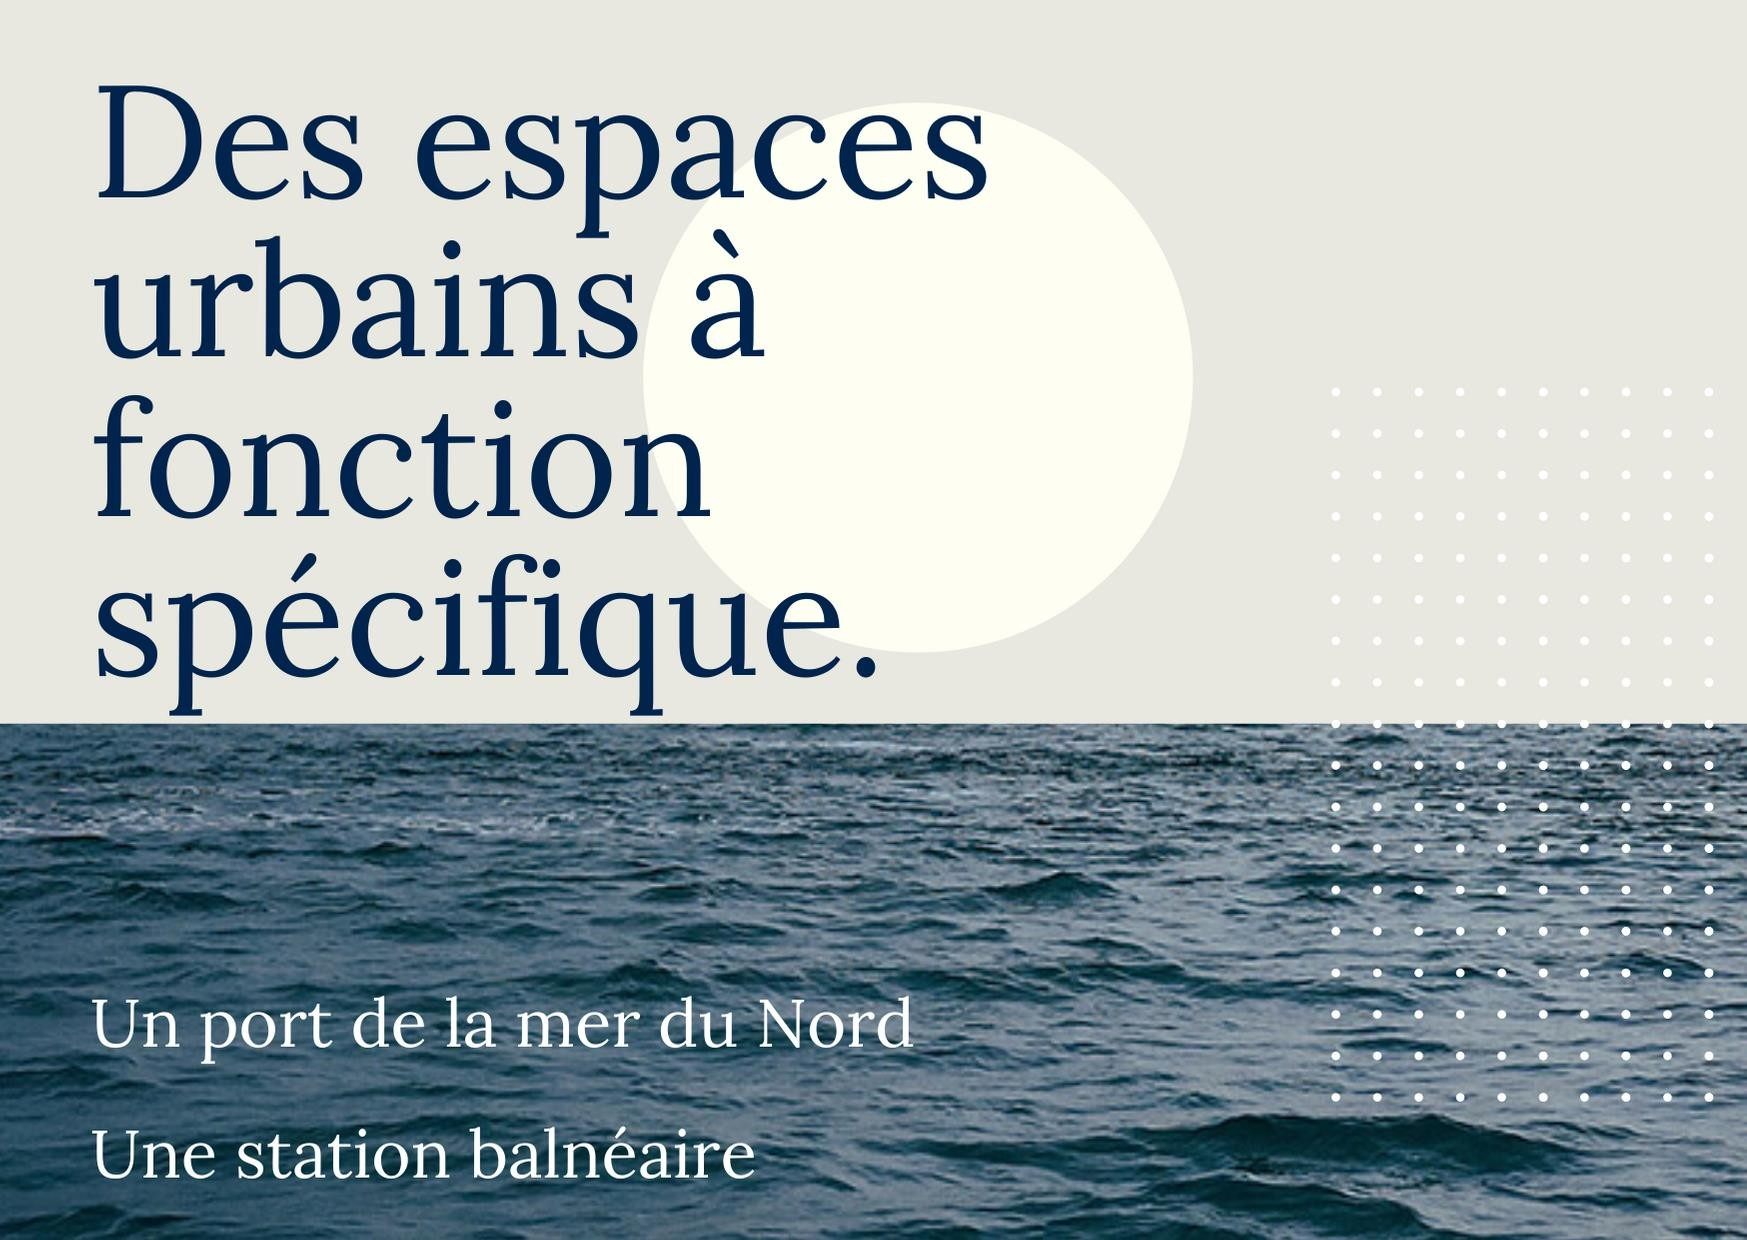 Des espaces
urbains à
fonction
spécifique.
Un port de la mer du Nord
Une station balnéaire